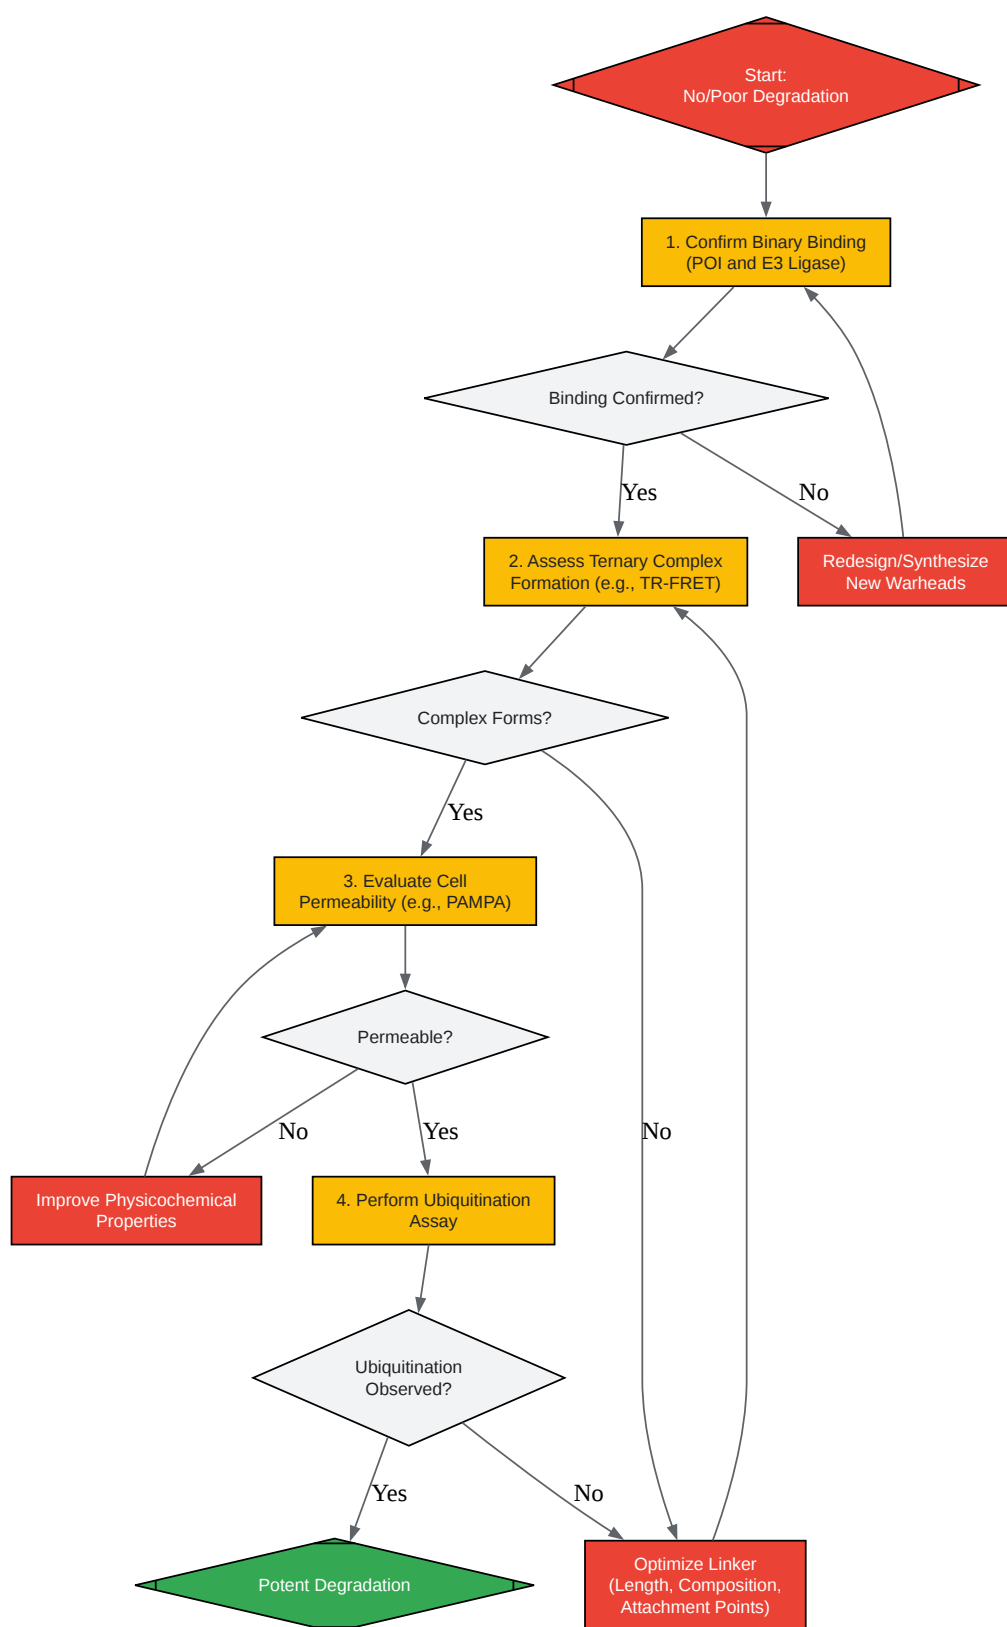 Start:
No/Poor Degradation
1. Confirm Binary Binding
(POI and E3 Ligase)
Binding Confirmed?
Yes
No
2. Assess Ternary Complex
Formation (e.g., TR-FRET)
Redesign/Synthesize
New Warheads
Complex Forms?
Yes
3. Evaluate Cell
Permeability (e.g., PAMPA)
Permeable?
No
Yes
No
Improve Physicochemical
Properties
4. Perform Ubiquitination
Assay
Ubiquitination
Observed?
Yes
No
Potent Degradation
Optimize Linker
(Length, Composition,
Attachment Points)